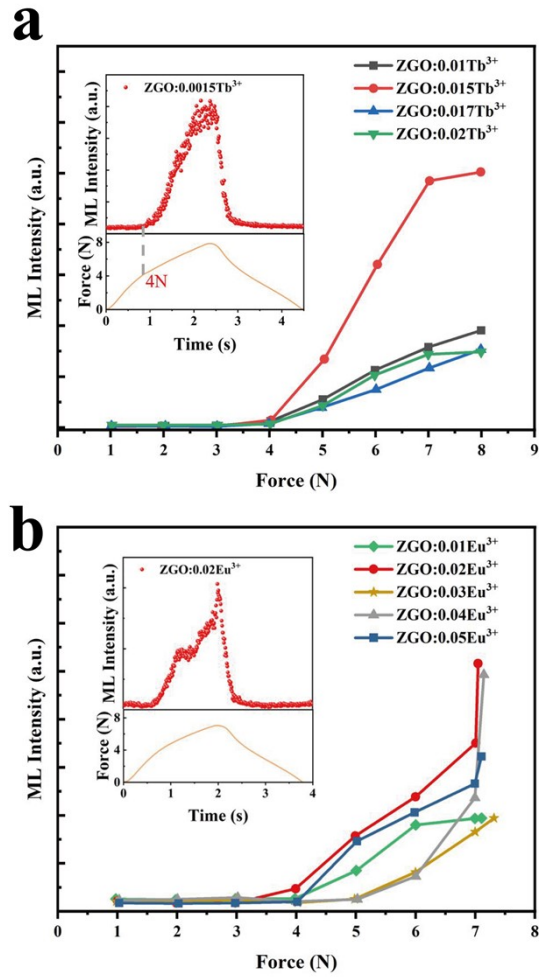 a
ZGO:0.01Tb³⁺
ZGO:0.015Tb³⁺
ZGO:0.017Tb³⁺
ZGO:0.02Tb³⁺
ZGO:0.0015Tb³⁺
ML Intensity (a.u.)
ML Intensity (a.u.)
Force (N)
8
4
0
4N
0 1 2 3 4
Time (s)
0 1 2 3 4 5 6 7 8 9
Force (N)
b
ZGO:0.01Eu³⁺
ZGO:0.02Eu³⁺
ZGO:0.03Eu³⁺
ZGO:0.04Eu³⁺
ZGO:0.05Eu³⁺
ZGO:0.02Eu³⁺
ML Intensity (a.u.)
ML Intensity (a.u.)
Force (N)
8
4
0
0 1 2 3 4
Time (s)
0 1 2 3 4 5 6 7 8
Force (N)